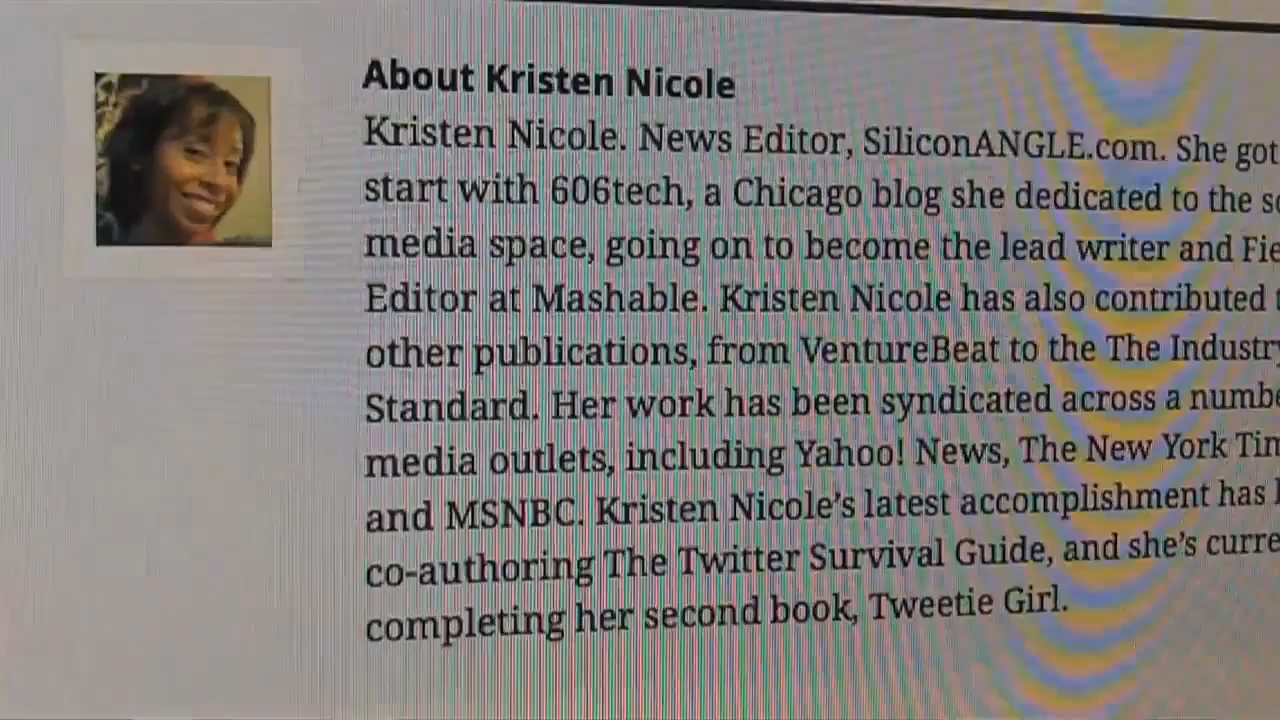 About Kristen Nicole
Kristen Nicole. News Editor, SiliconANGLE.com. She got
start with 606tech, a Chicago blog she dedicated to the
media space, going on to become the lead writer and
Editor at Mashable. Kristen Nicole has also contributed
other publications, from VentureBeat to the The Industry
Standard. Her work has been syndicated across a
media outlets, including Yahoo! News, The New York
and MSNBC. Kristen Nicole’s latest accomplishment has
co-authoring The Twitter Survival Guide, and she’s
completing her second book, Tweetie Girl.